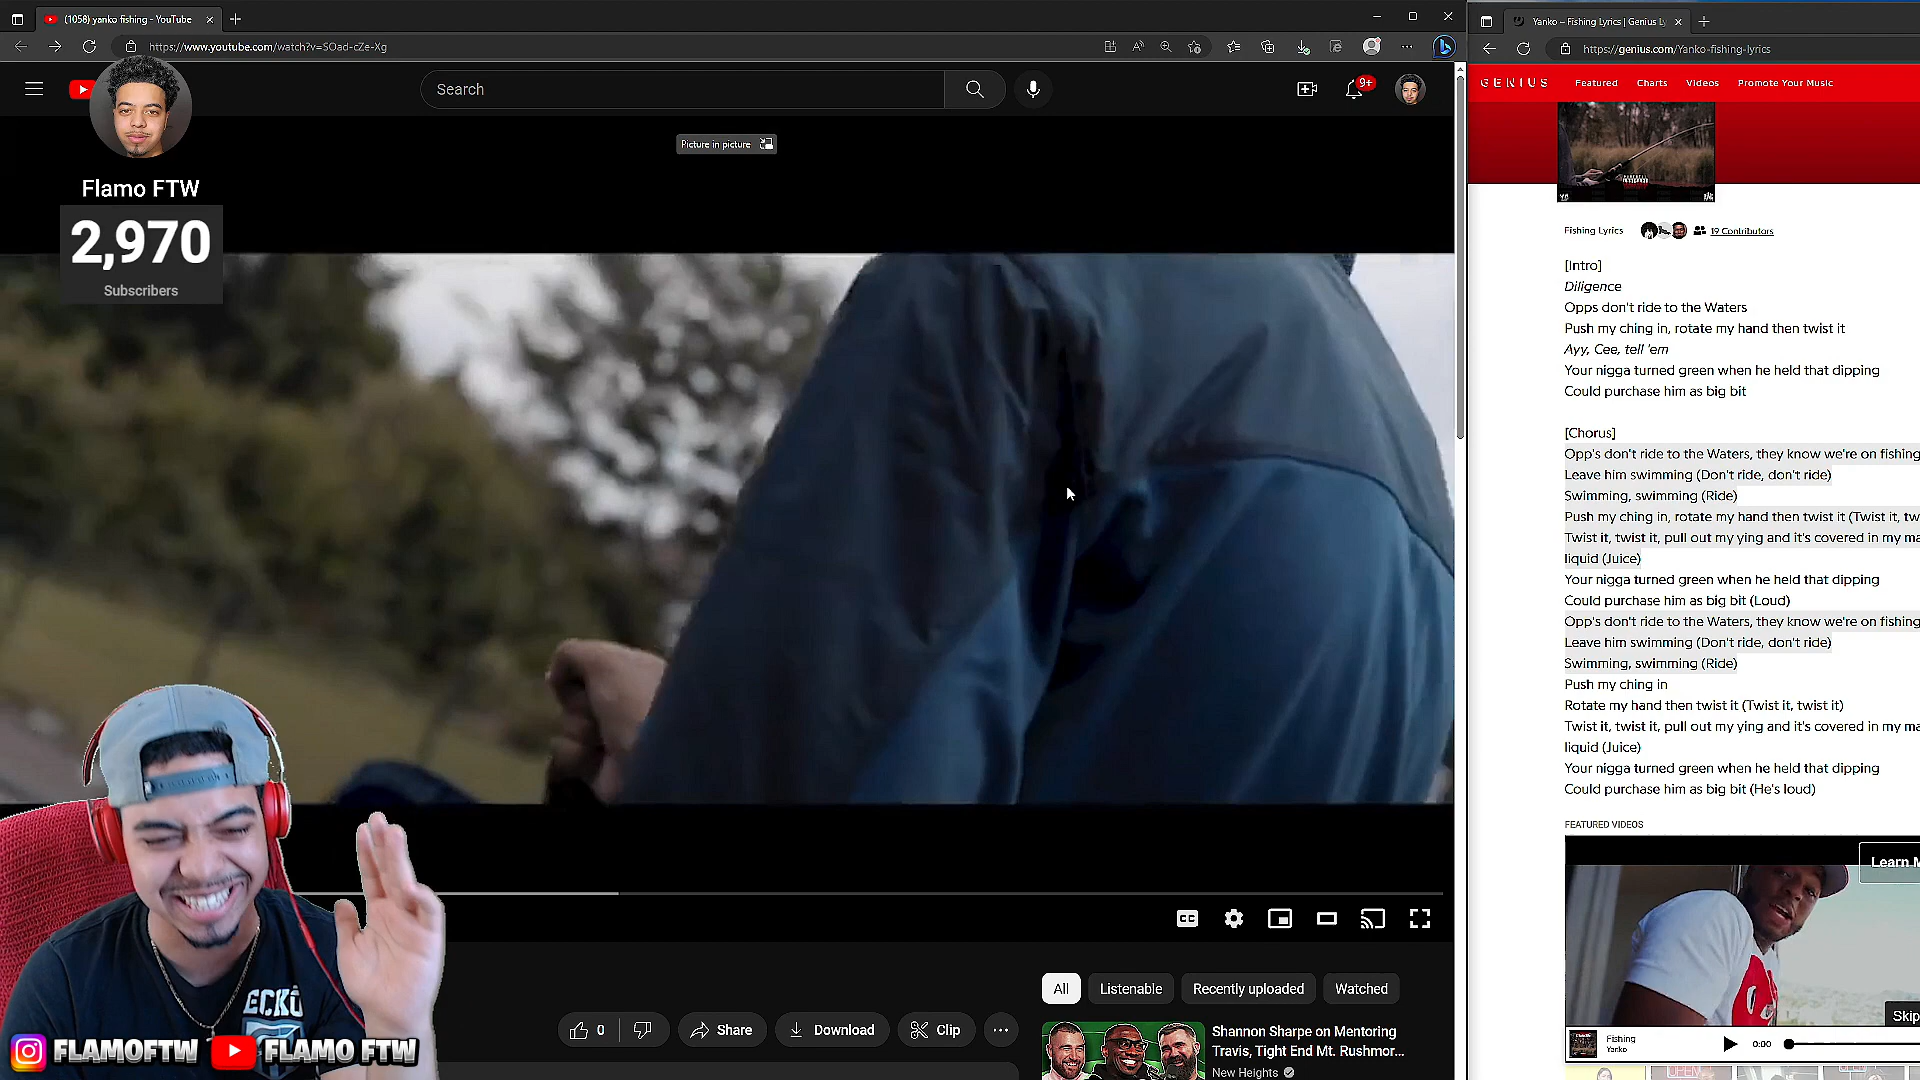 (1058) yanko fishing - YouTube
https://www.youtube.com/watch?v=SOad-cZe-Xg
Search
9+
Picture in picture
Flamo FTW
2,970
Subscribers
0
Share
Download
Clip
All
Listenable
Recently uploaded
Watched
Shannon Sharpe on Mentoring
Travis, Tight End Mt. Rushmor...
New Heights
ECKO
FLAMOFTW
FLAMO FTW
Yanko – Fishing Lyrics | Genius Ly
https://genius.com/Yanko-fishing-lyrics
GENIUS
Featured
Charts
Videos
Promote Your Music
Fishing Lyrics
19 Contributors
[Intro]
Diligence
Opps don't ride to the Waters
Push my ching in, rotate my hand then twist it
Ayy, Cee, tell 'em
Your nigga turned green when he held that dipping
Could purchase him as big bit
[Chorus]
Opp's don't ride to the Waters, they know we're on fishing
Leave him swimming (Don't ride, don't ride)
Swimming, swimming (Ride)
Push my ching in, rotate my hand then twist it (Twist it, tw
Twist it, twist it, pull out my ying and it's covered in my ma
liquid (Juice)
Your nigga turned green when he held that dipping
Could purchase him as big bit (Loud)
Opp's don't ride to the Waters, they know we're on fishing
Leave him swimming (Don't ride, don't ride)
Swimming, swimming (Ride)
Push my ching in
Rotate my hand then twist it (Twist it, twist it)
Twist it, twist it, pull out my ying and it's covered in my ma
liquid (Juice)
Your nigga turned green when he held that dipping
Could purchase him as big bit (He's loud)
FEATURED VIDEOS
Learn M
Skip
Fishing
Yanko
0:00